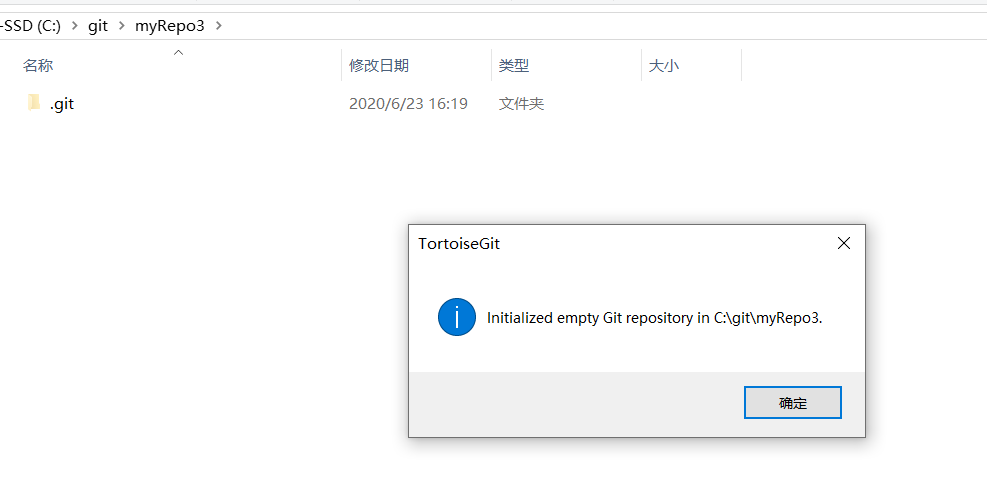 -SSD (C:) > git > myRepo3 >
名称 修改日期 类型 大小
.git 2020/6/23 16:19 文件夹
TortoiseGit
Initialized empty Git repository in C:\git\myRepo3.
确定